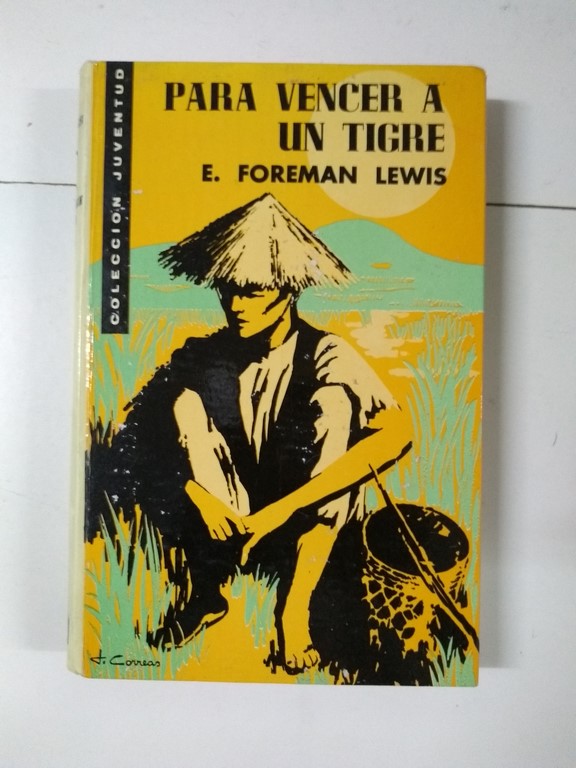 PARA VENCER A
UN TIGRE
E. FOREMAN LEWIS
COLECCIÓN JUVENTUD
J. Correas